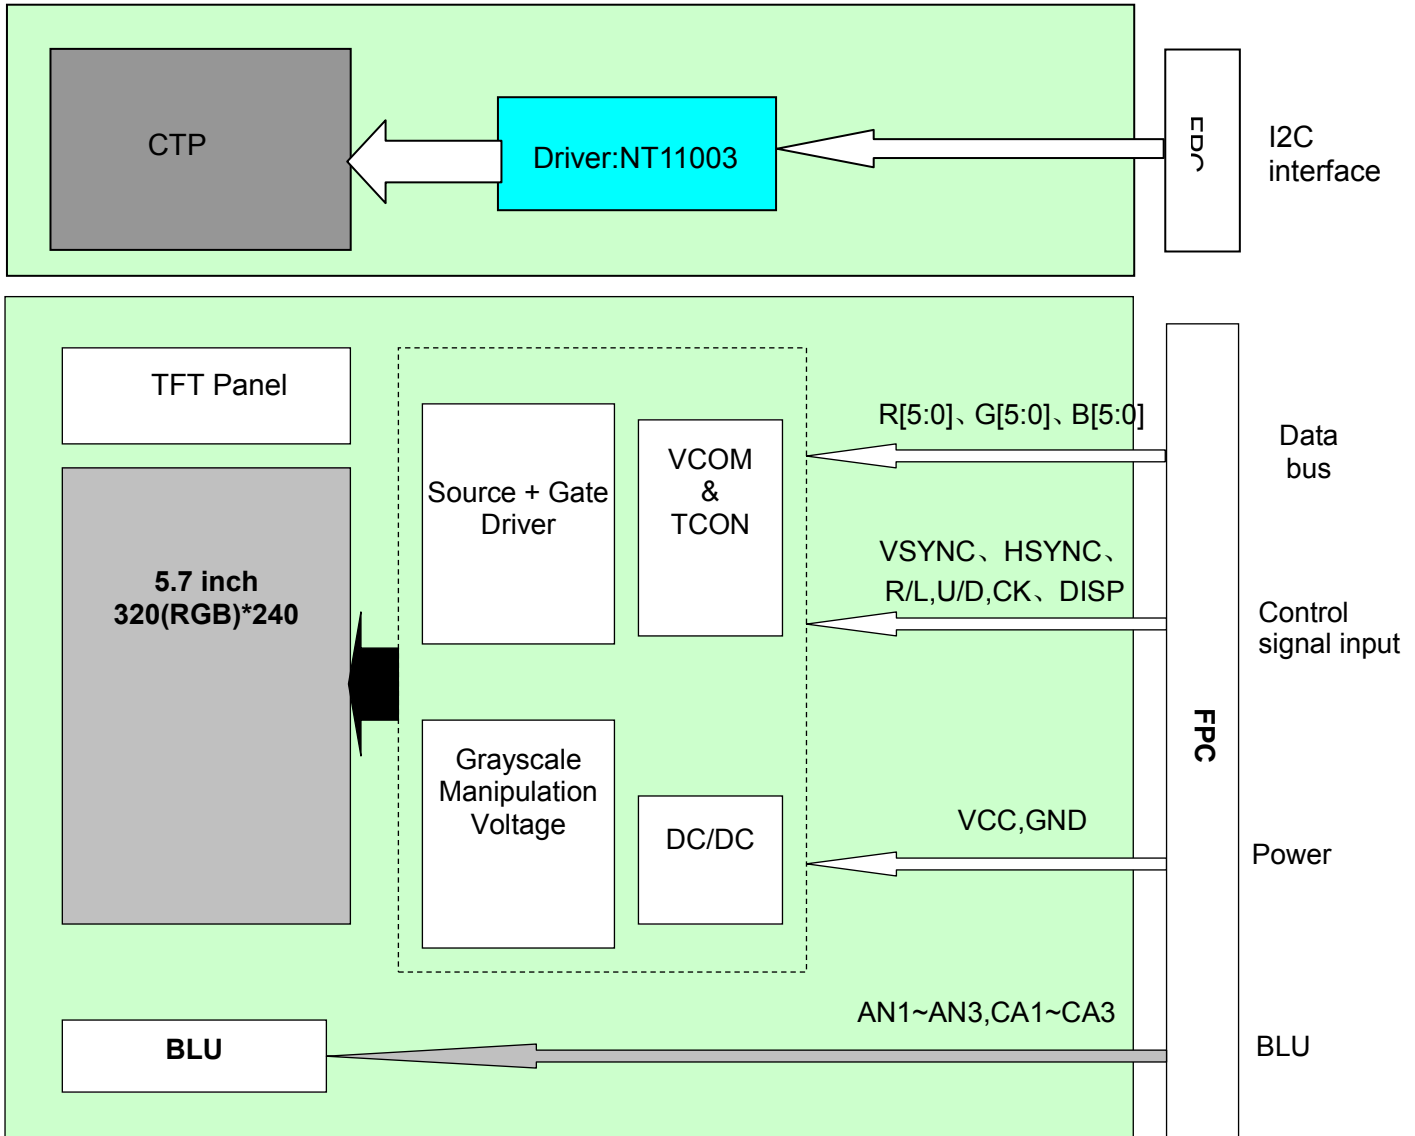 CTP
Driver:NT11003
I2C
interface
TFT Panel
R[5:0]、G[5:0]、B[5:0]
Data
bus
Source + Gate
Driver
VCOM
&
TCON
VSYNC、HSYNC、
R/L,U/D,CK、DISP
5.7 inch
320(RGB)*240
Control
signal input
FPC
Grayscale
Manipulation
Voltage
DC/DC
VCC,GND
Power
AN1~AN3,CA1~CA3
BLU
BLU